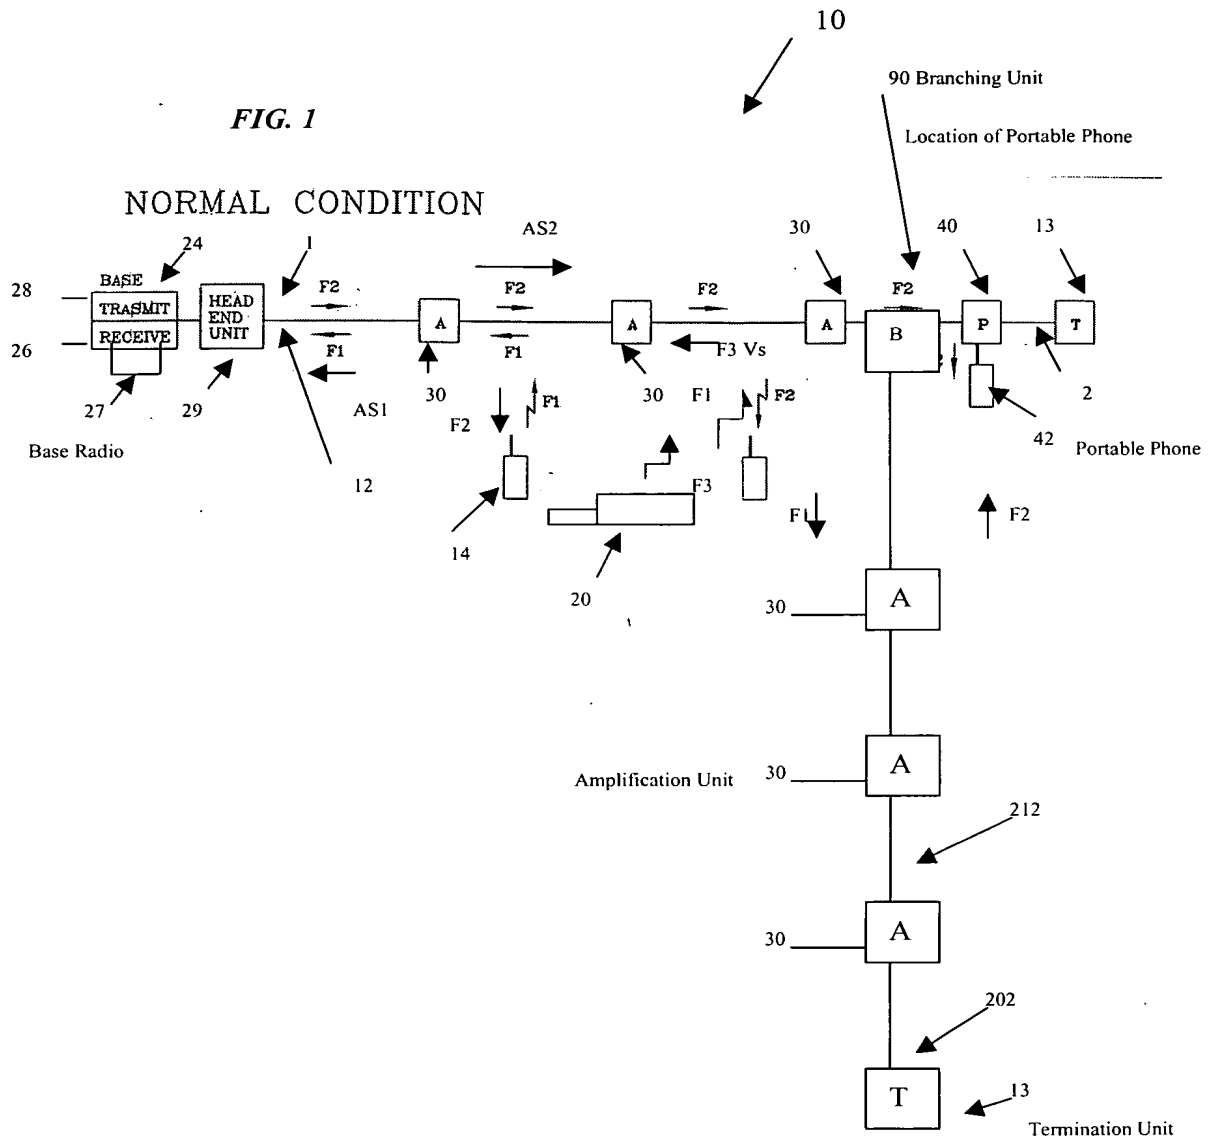 10
90 Branching Unit
FIG. 1
Location of Portable Phone
NORMAL CONDITION
24
1
AS2
30
40
13
BASE
28
TRASMIT
HEAD
END
UNIT
F2
F2
F2
F2
A
A
A
B
P
T
26
RECEIVE
F1
F1
F3 Vs
27
29
AS1
30
30
F1
F2
2
F2
F1
42
Base Radio
Portable Phone
12
14
F3
F1
F2
20
30
A
Amplification Unit
30
A
212
30
A
202
T
13
Termination Unit